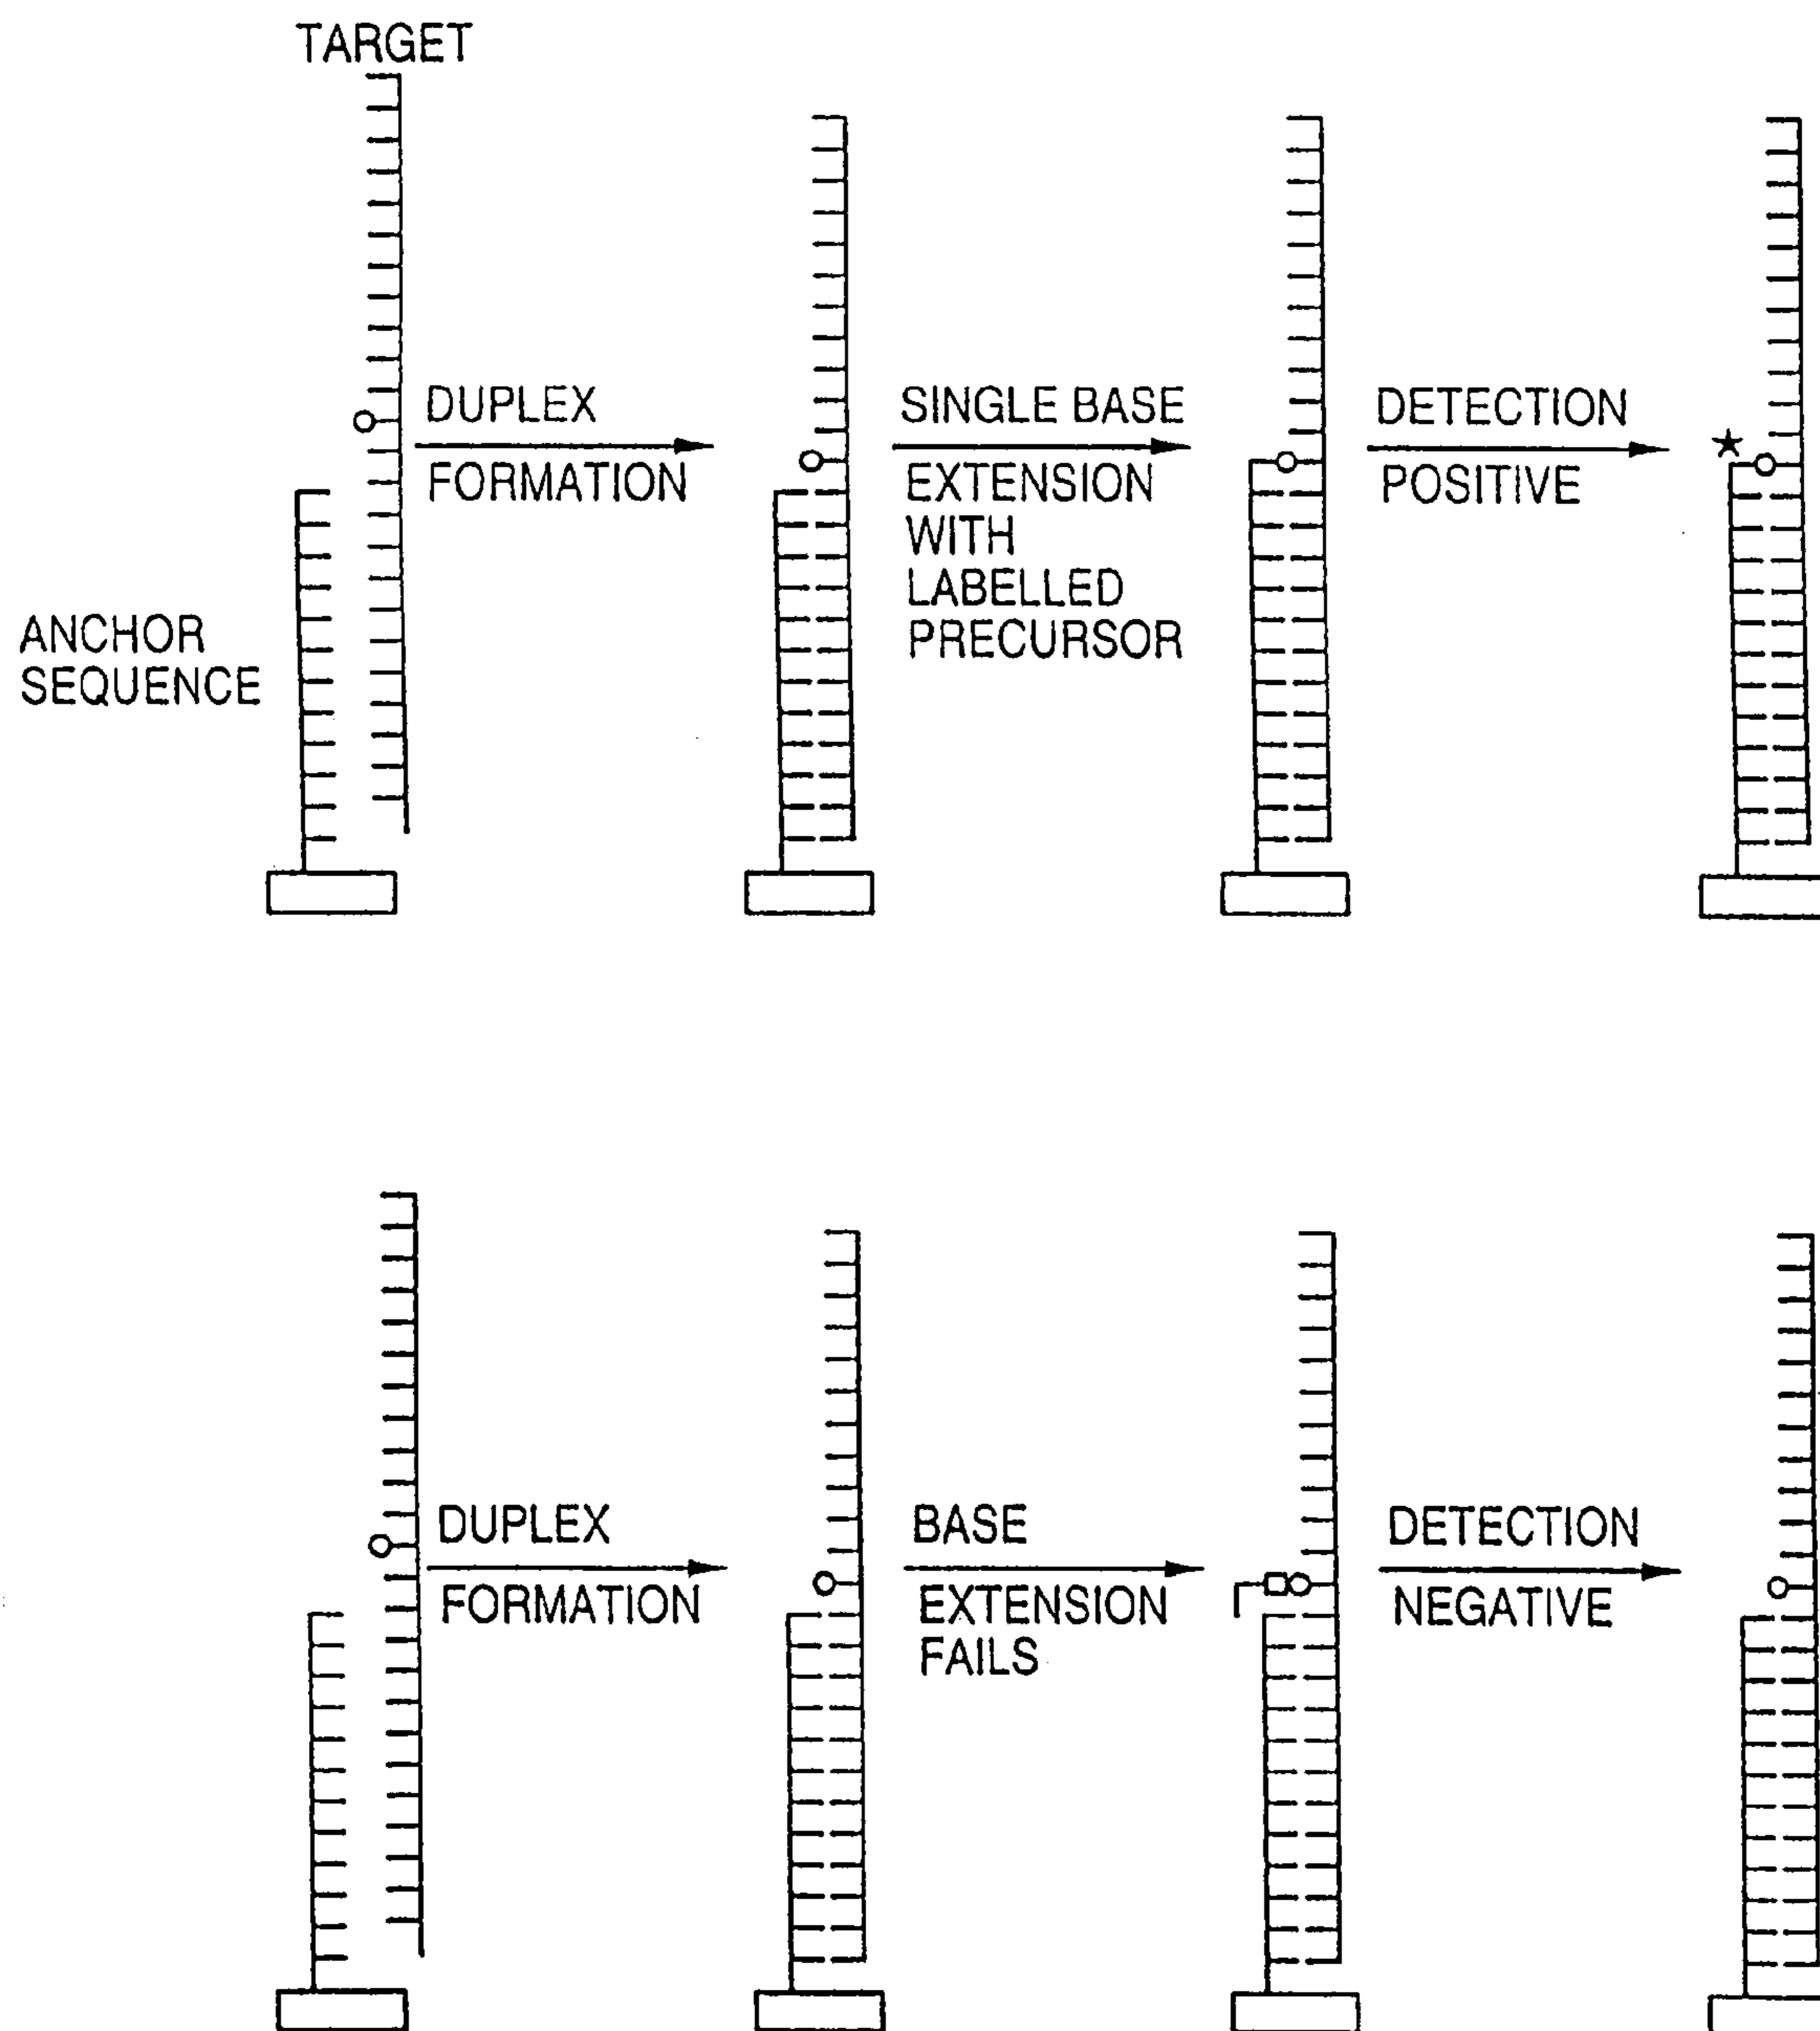 TARGET
DUPLEX
FORMATION
SINGLE BASE
EXTENSION
WITH
LABELLED
PRECURSOR
DETECTION
POSITIVE
ANCHOR
SEQUENCE
DUPLEX
FORMATION
BASE
EXTENSION
FAILS
DETECTION
NEGATIVE